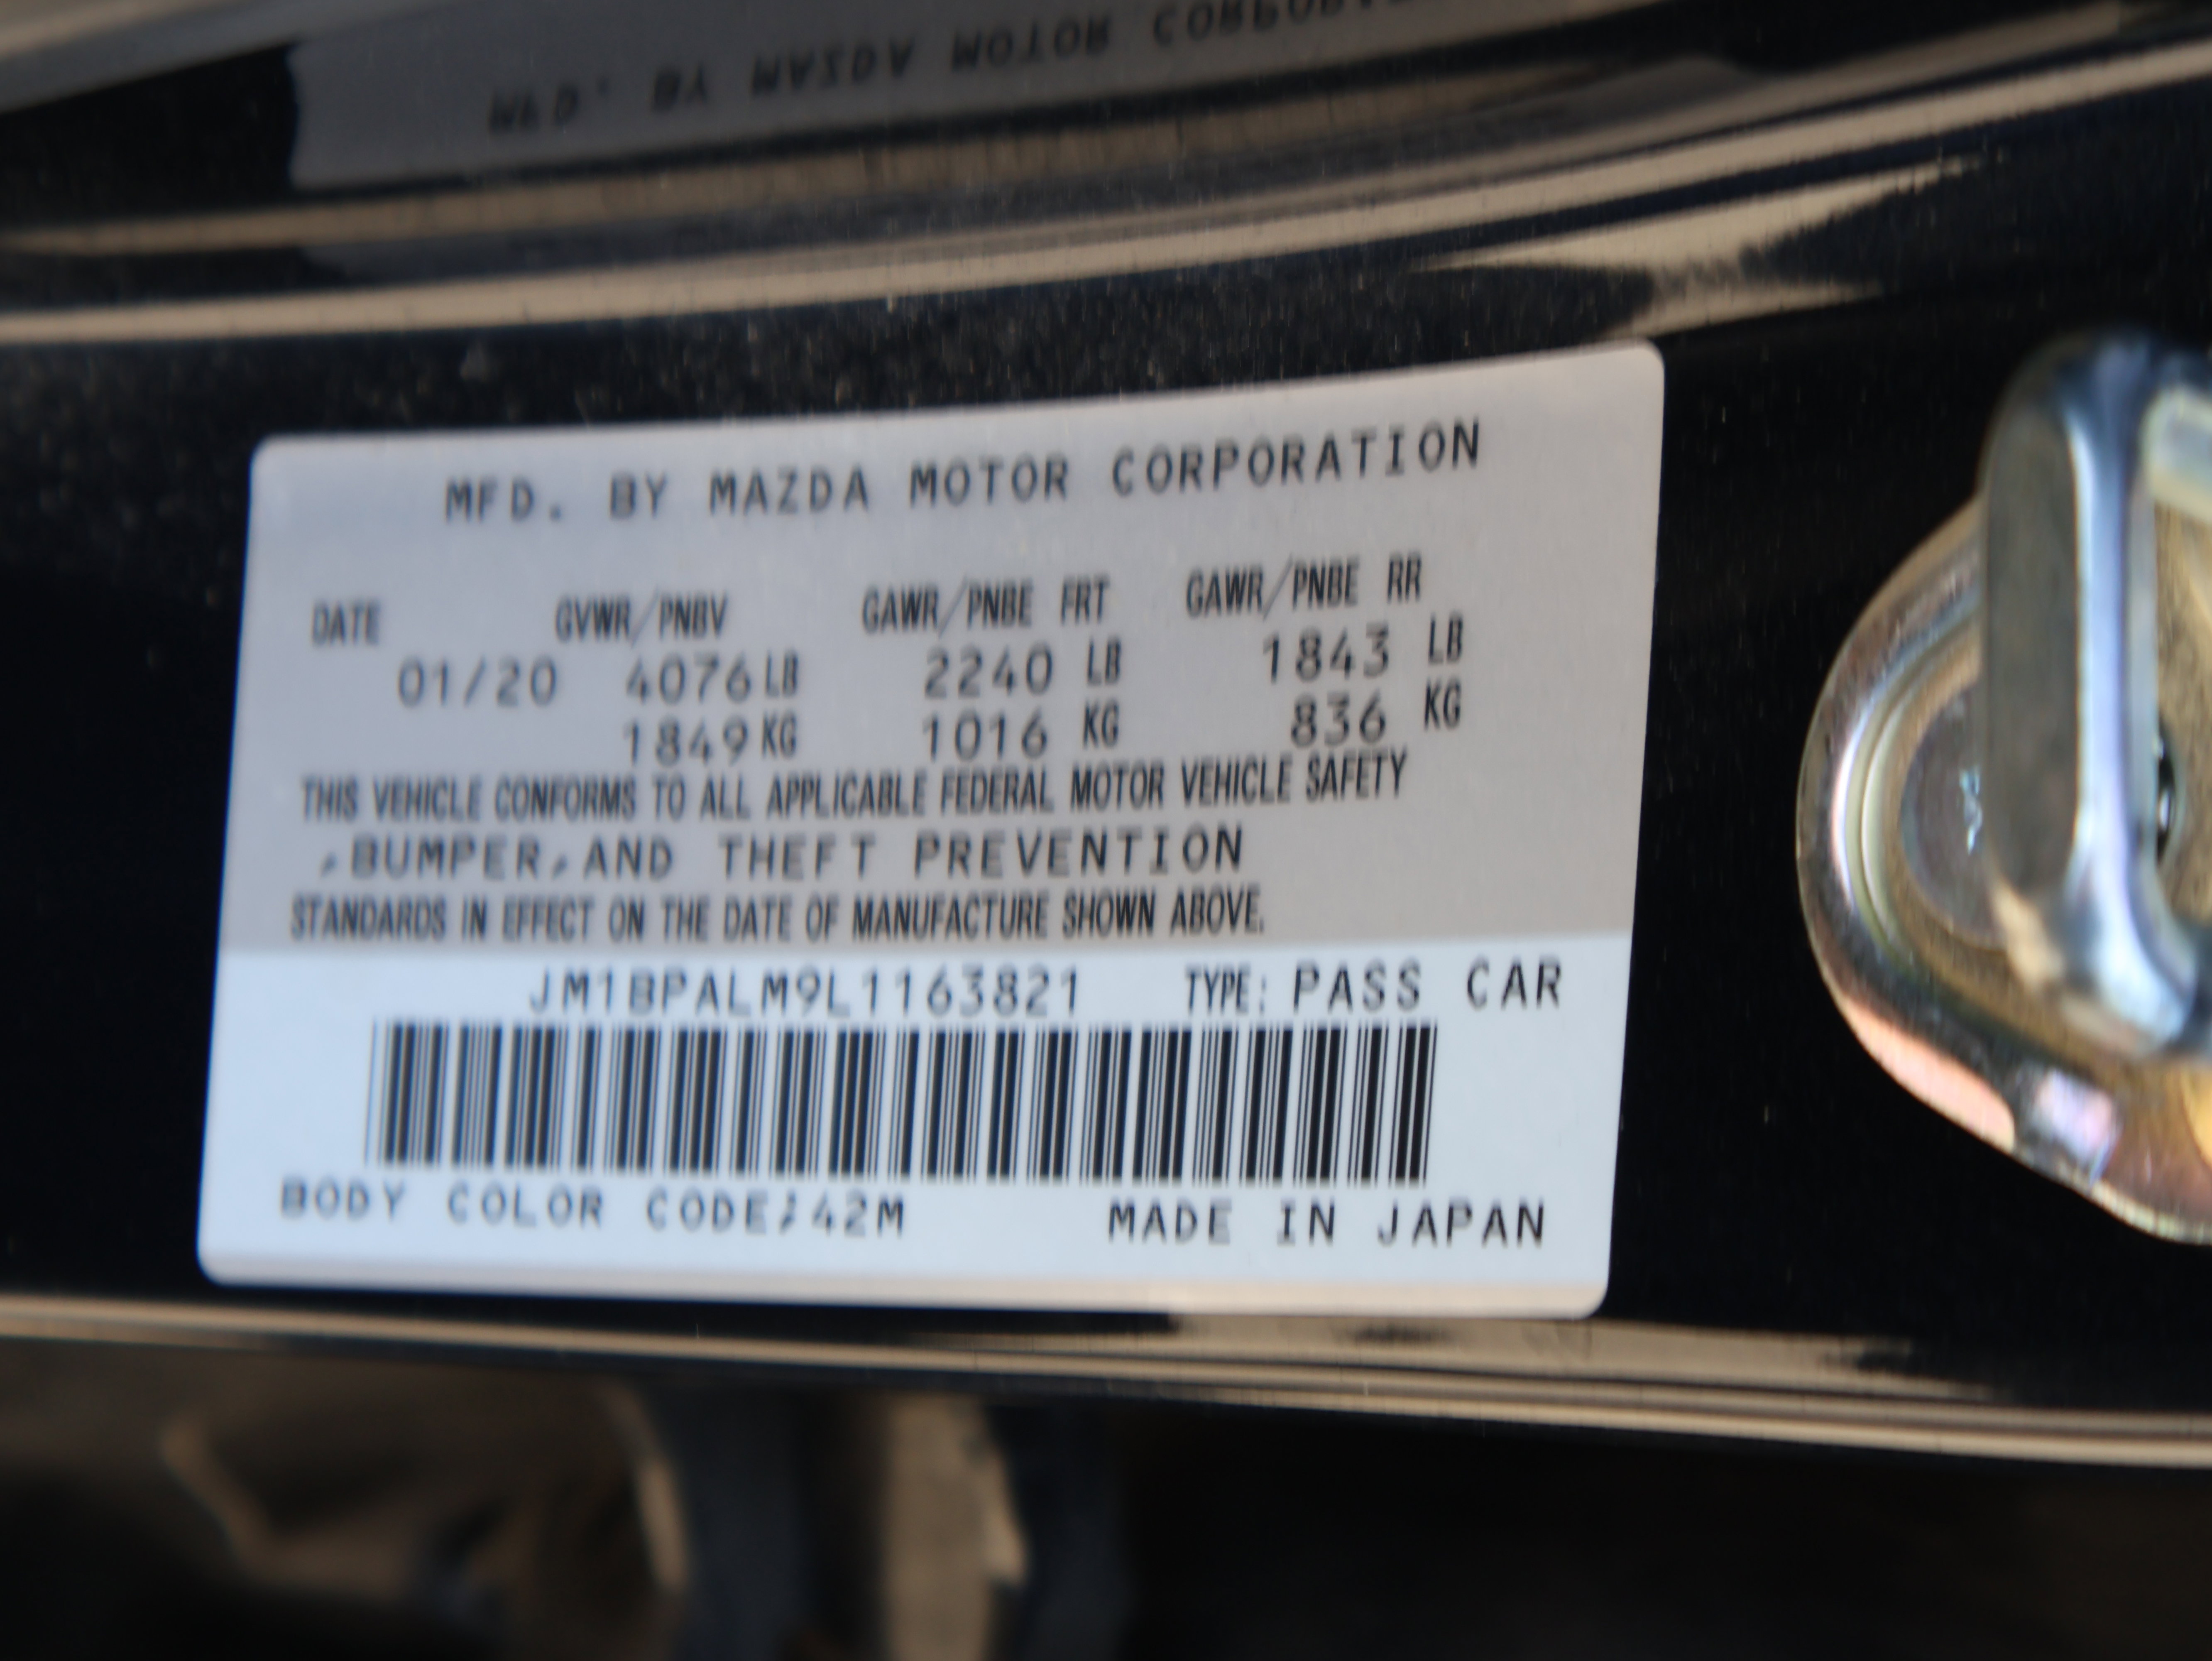 MFD. BY MAZDA MOTOR CORPORATION
DATE GVWR/PNBV GAWR/PNBE FRT GAWR/PNBE RR
01/20 4076 LB 2240 LB 1843 LB
1849 KG 1016 KG 836 KG
THIS VEHICLE CONFORMS TO ALL APPLICABLE FEDERAL MOTOR VEHICLE SAFETY
,BUMPER,AND THEFT PREVENTION
STANDARDS IN EFFECT ON THE DATE OF MANUFACTURE SHOWN ABOVE.
JM1BPALM9L1163821 TYPE: PASS CAR
BODY COLOR CODE;42M MADE IN JAPAN